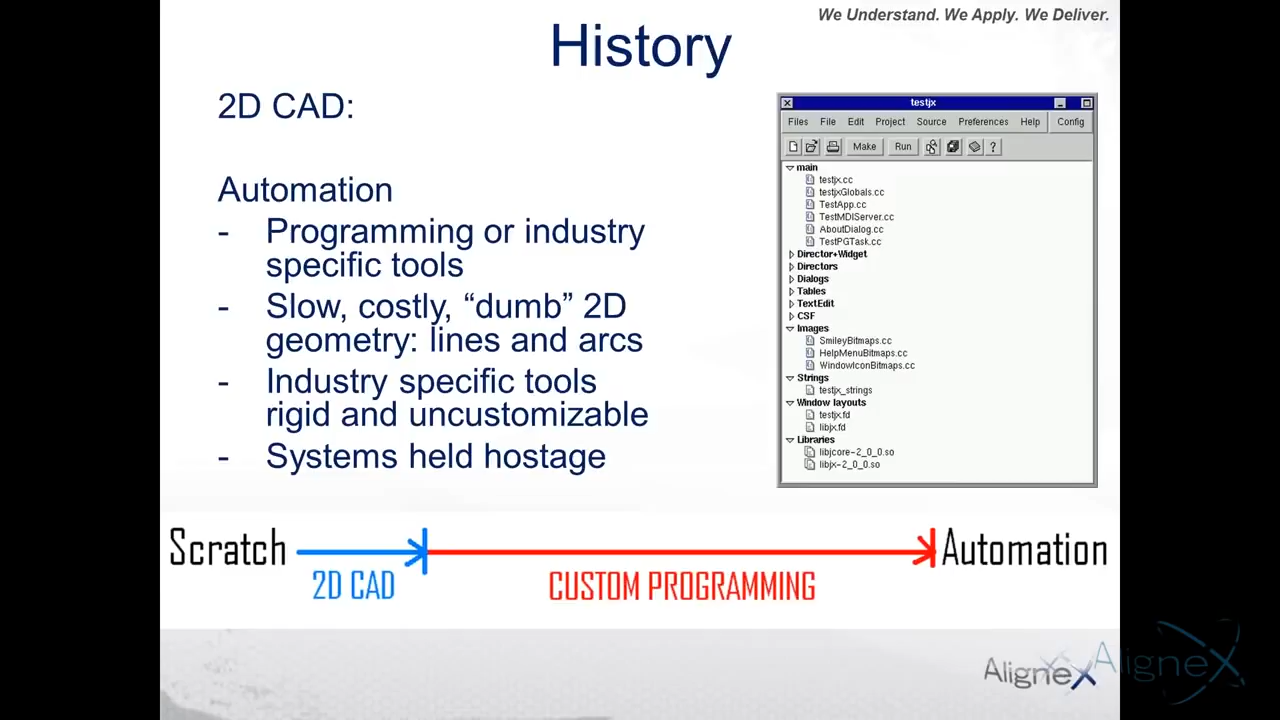 We Understand. We Apply. We Deliver.
History
2D CAD:
Automation
- Programming or industry
specific tools
- Slow, costly, “dumb” 2D
geometry: lines and arcs
- Industry specific tools
rigid and uncustomizable
- Systems held hostage
testjx
Files File Edit Project Source Preferences Help Config
Make Run ?
main
testjx.cc
testjxGlobals.cc
TestApp.cc
TestMDIServer.cc
AboutDialog.cc
TestPGTask.cc
Director+Widget
Directors
Dialogs
Tables
TextEdit
CSF
Images
SmileyBitmaps.cc
HelpMenuBitmaps.cc
WindowIconBitmaps.cc
Strings
testjx_strings
Window layouts
testjx.fd
libjx.fd
Libraries
libjcore-2_0_0.so
libjx-2_0_0.so
Scratch
2D CAD
CUSTOM PROGRAMMING
Automation
AligneX
AligneX